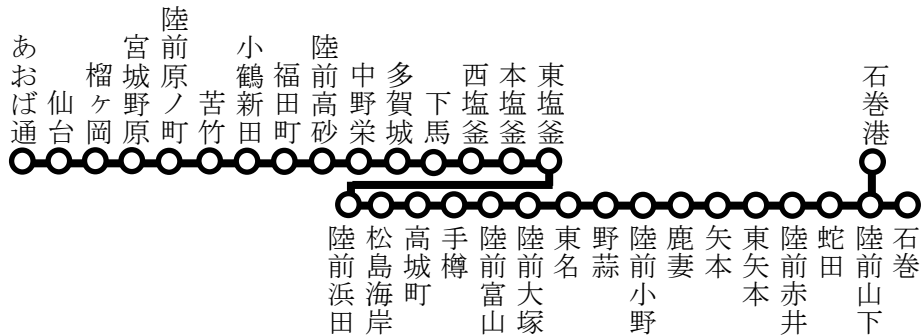 あおば通
仙台
榴ヶ岡
宮城野原
陸前原ノ町
苦竹
小鶴新田
福田町
陸前高砂
中野栄
多賀城
下馬
西塩釜
本塩釜
東塩釜
石巻港
陸前浜田
松島海岸
高城町
手樽
陸前富山
陸前大塚
東名
野蒜
陸前小野
鹿妻
矢本
東矢本
陸前赤井
蛇田
陸前山下
石巻